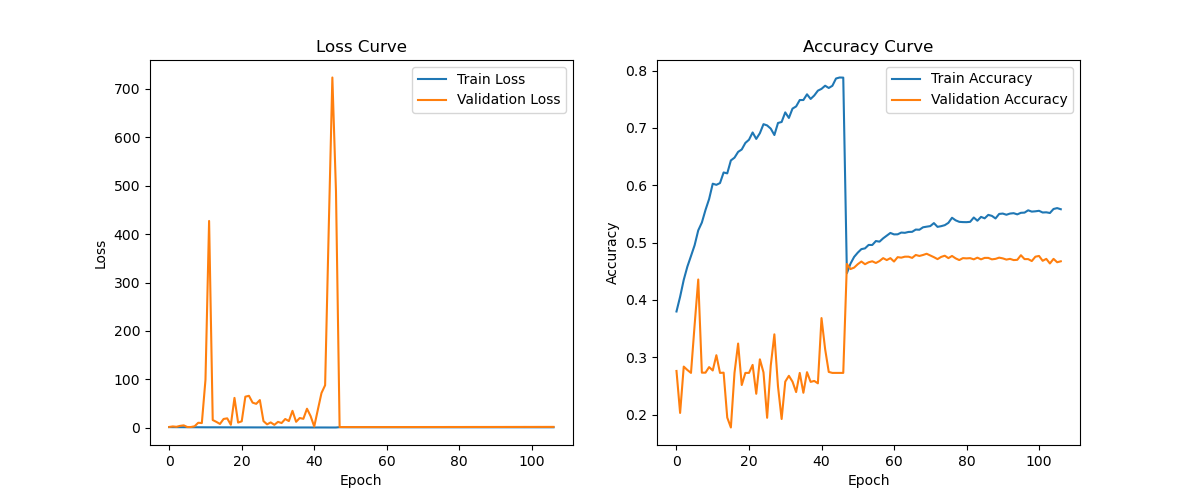 Loss Curve
Train Loss
Validation Loss
Loss
700
600
500
400
300
200
100
0
0 20 40 60 80 100
Epoch
Accuracy Curve
Train Accuracy
Validation Accuracy
Accuracy
0.8
0.7
0.6
0.5
0.4
0.3
0.2
0 20 40 60 80 100
Epoch